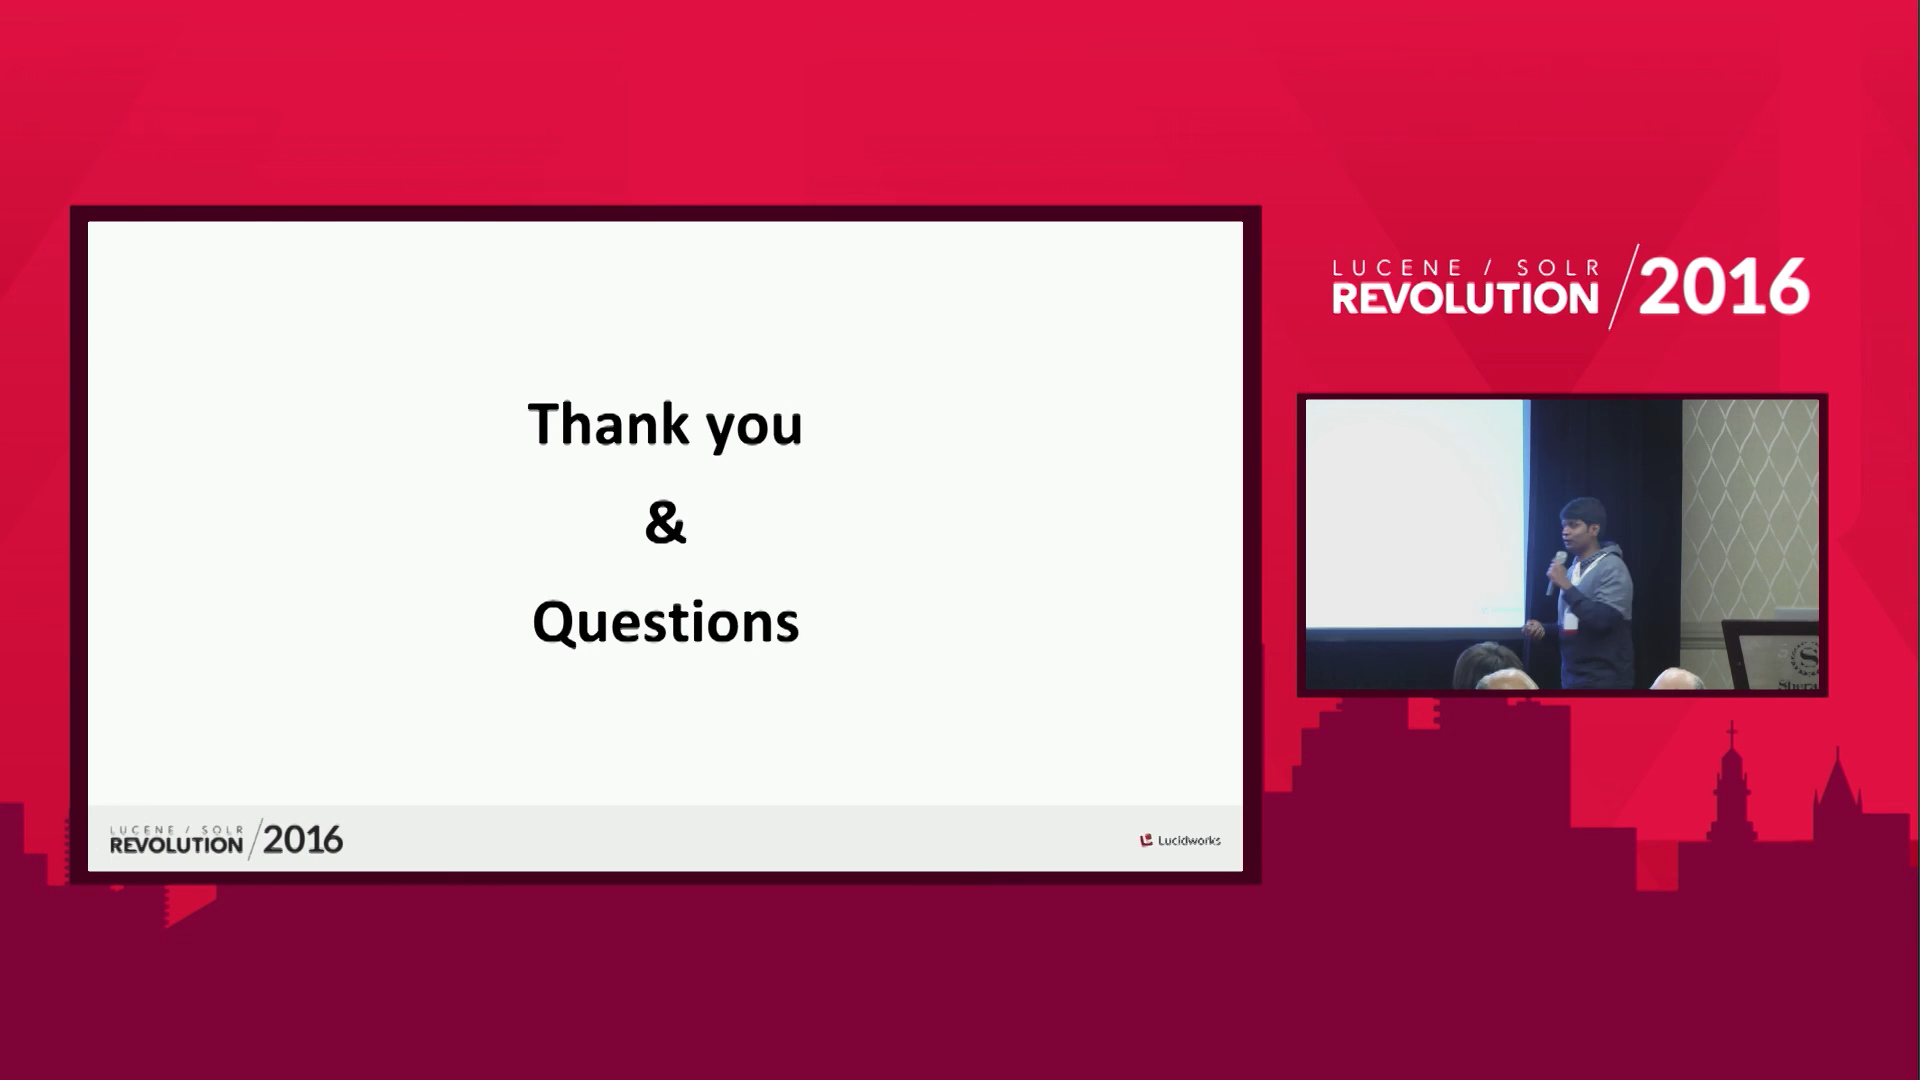 Thank you
&
Questions
LUCENE / SOLR
REVOLUTION / 2016
Lucidworks
LUCENE / SOLR
REVOLUTION / 2016
S